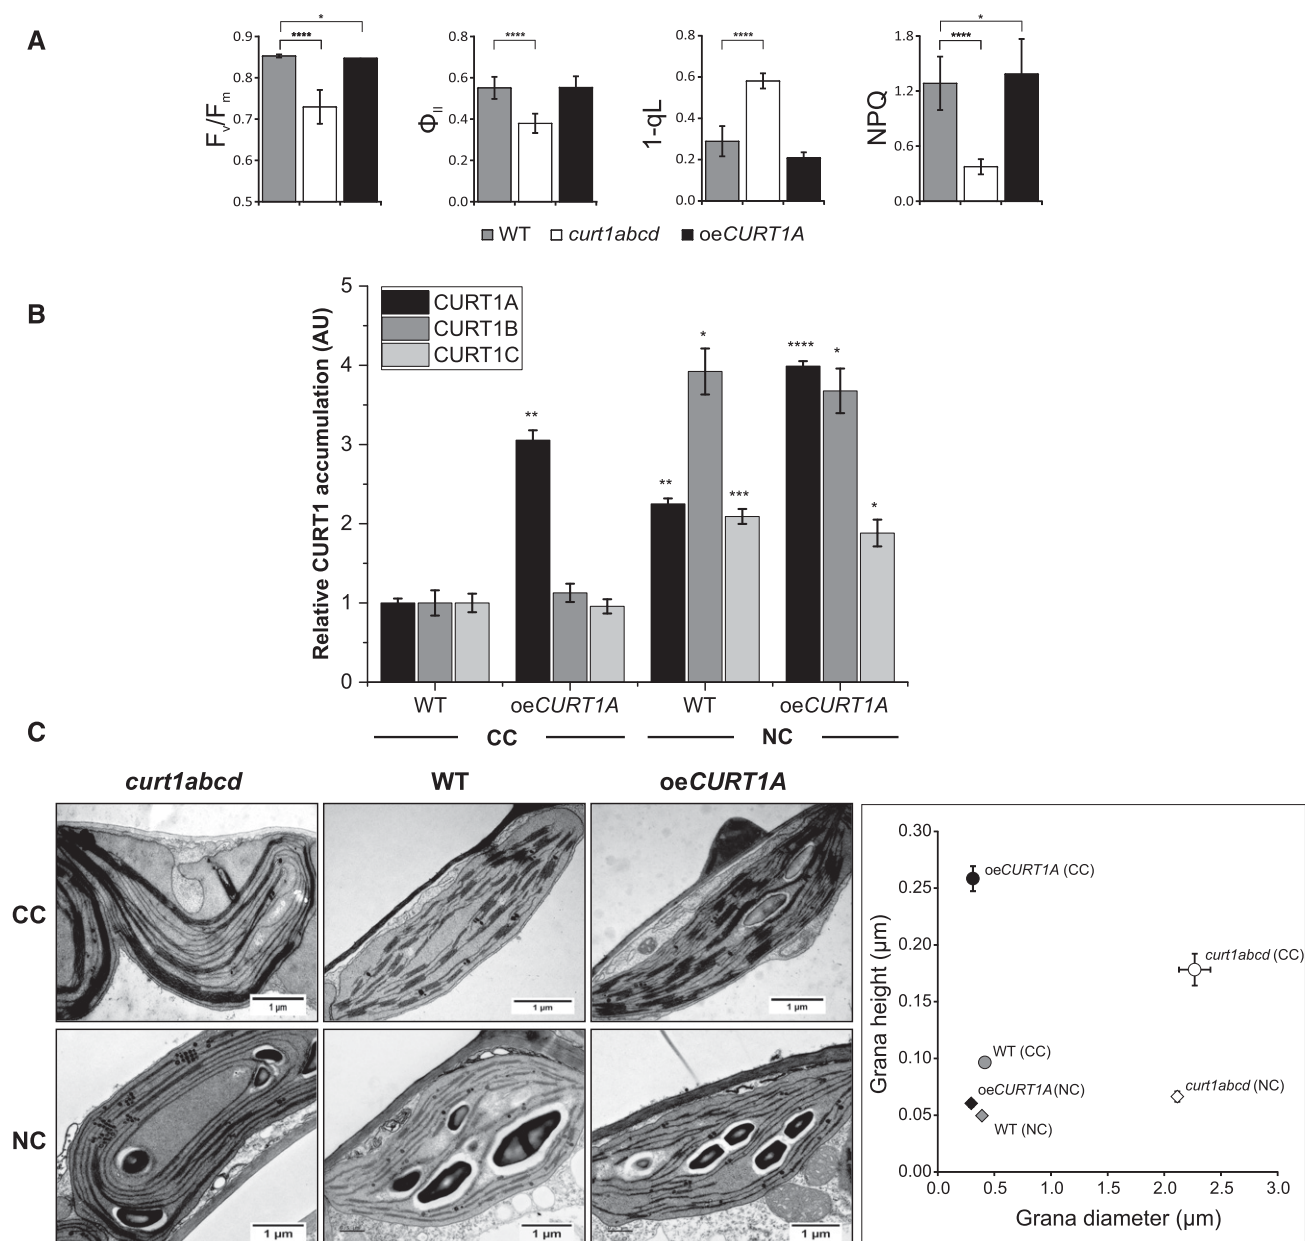 A
Fv/Fm
0.9
0.8
0.7
0.6
0.5
****
*
ΦII
0.8
0.6
0.4
0.2
0.0
****
1-qL
0.8
0.6
0.4
0.2
0.0
****
NPQ
1.8
1.2
0.6
0.0
****
*
WT curt1abcd oeCURT1A
B
Relative CURT1 accumulation (AU)
5
4
3
2
1
0
CURT1A
CURT1B
CURT1C
**
**
*
***
****
*
*
WT oeCURT1A WT oeCURT1A
CC NC
C
curt1abcd WT oeCURT1A
CC
1 µm
1 µm
1 µm
NC
1 µm
1 µm
1 µm
Grana height (µm)
0.30
0.25
0.20
0.15
0.10
0.05
0.00
oeCURT1A (CC)
curt1abcd (CC)
WT (CC)
oeCURT1A(NC)
curt1abcd (NC)
WT (NC)
0.0 0.5 1.0 1.5 2.0 2.5 3.0
Grana diameter (µm)